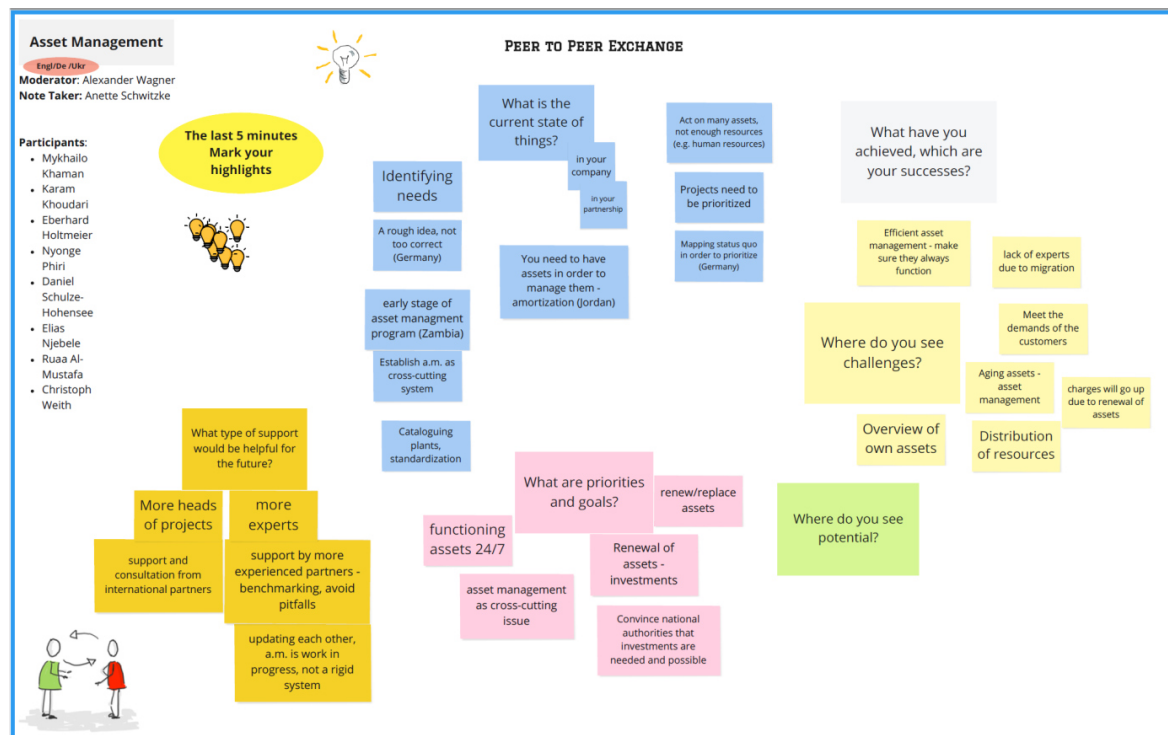 Asset Management
Engl/De /Ukr
Moderator: Alexander Wagner
Note Taker: Anette Schwitzke
Participants:
• Mykhailo
Khaman
• Karam
Khoudari
• Eberhard
Holtmeier
• Nyonge
Phiri
• Daniel
Schulze-
Hohensee
• Elias
Njebele
• Ruaa Al-
Mustafa
• Christoph
Weith
PEER TO PEER EXCHANGE
The last 5 minutes
Mark your
highlights
What is the
current state of
things?
in your
company
in your
partnership
Identifying
needs
A rough idea, not
too correct
(Germany)
early stage of
asset managment
program (Zambia)
Establish a.m. as
cross-cutting
system
Cataloguing
plants,
standardization
You need to have
assets in order to
manage them -
amortization (Jordan)
Act on many assets,
not enough resources
(e.g. human resources)
Projects need to
be prioritized
Mapping status quo
in order to prioritize
(Germany)
What have you
achieved, which are
your successes?
Efficient asset
management - make
sure they always
function
lack of experts
due to migration
Where do you see
challenges?
Meet the
demands of the
customers
Aging assets -
asset
management
charges will go up
due to renewal of
assets
Overview of
own assets
Distribution
of resources
What type of support
would be helpful for
the future?
More heads
of projects
more
experts
support and
consultation from
international partners
support by more
experienced partners -
benchmarking, avoid
pitfalls
updating each other,
a.m. is work in
progress, not a rigid
system
What are priorities
and goals?
renew/replace
assets
functioning
assets 24/7
Renewal of
assets -
investments
asset management
as cross-cutting
issue
Convince national
authorities that
investments are
needed and possible
Where do you see
potential?